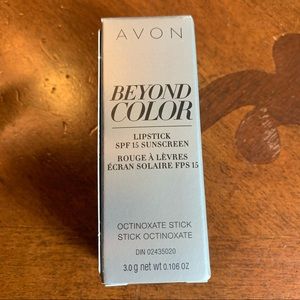 AVON
BEYOND
COLOR
LIPSTICK
SPF 15 SUNSCREEN
ROUGE À LÈVRES
ÉCRAN SOLAIRE FPS 15
OCTINOXATE STICK
STICK OCTINOXATE
DIN 02435020
3.0 g net wt 0.106 OZ